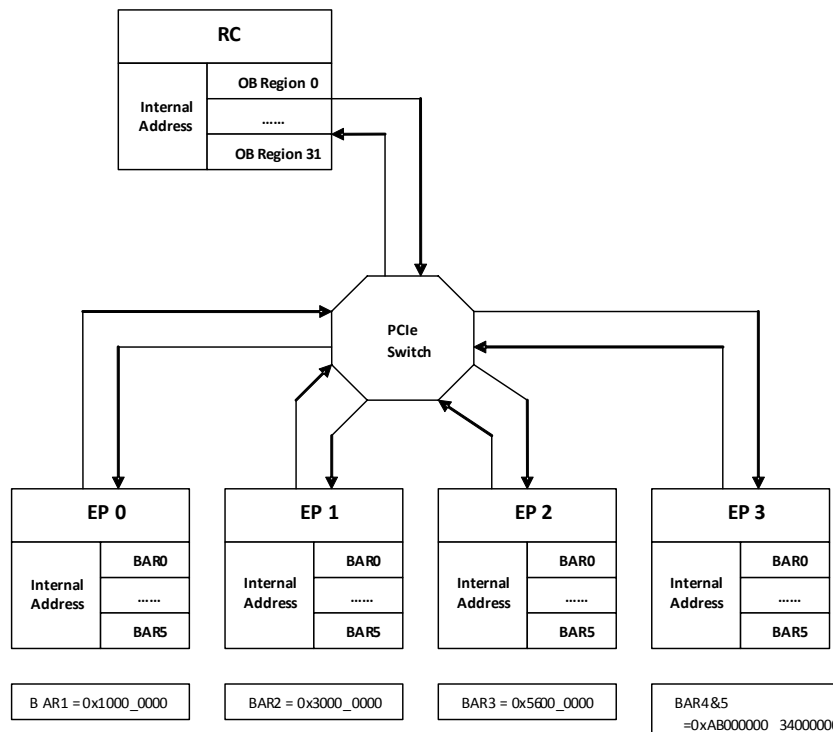 RC
Internal
Address
OB Region 0
......
OB Region 31
PCIe
Switch
EP 0
Internal
Address
BAR0
......
BAR5
EP 1
Internal
Address
BAR0
......
BAR5
EP 2
Internal
Address
BAR0
......
BAR5
EP 3
Internal
Address
BAR0
......
BAR5
B AR1 = 0x1000_0000
BAR2 = 0x3000_0000
BAR3 = 0x5600_0000
BAR4&5
=0xAB000000_34000000